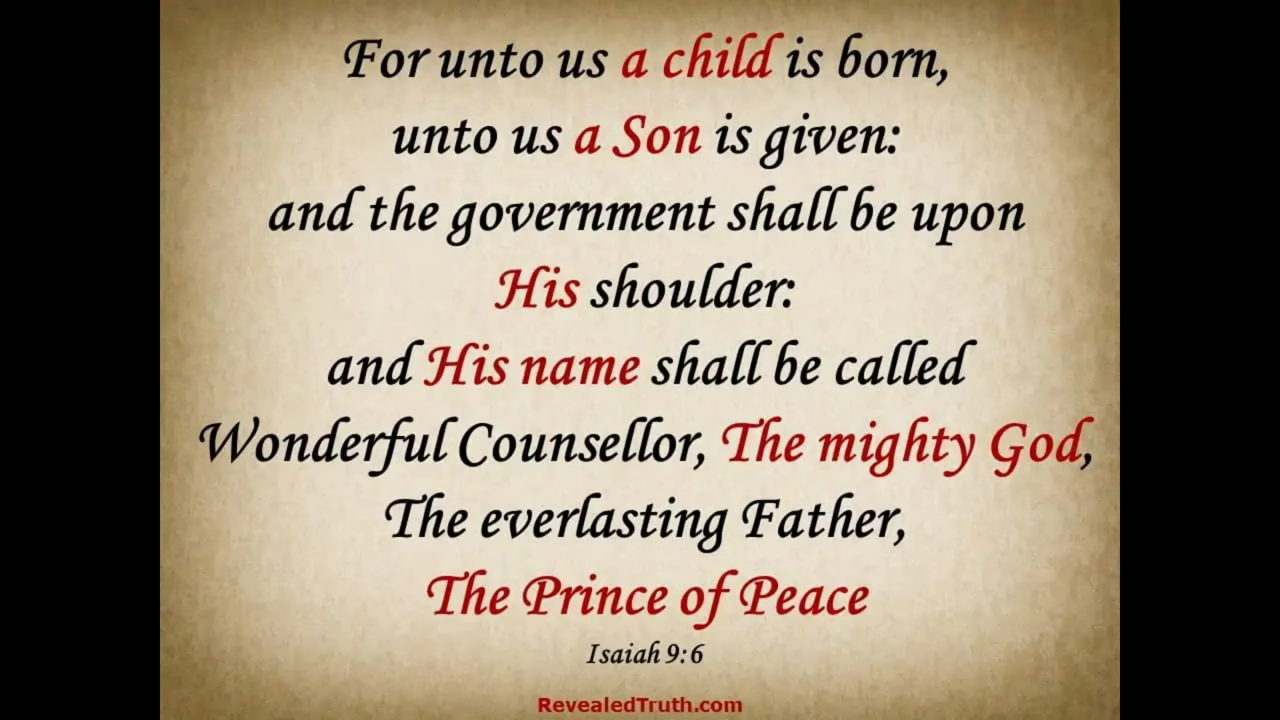 For unto us a child is born,
unto us a Son is given:
and the government shall be upon
His shoulder:
and His name shall be called
Wonderful Counsellor, The mighty God,
The everlasting Father,
The Prince of Peace
Isaiah 9:6
RevealedTruth.com